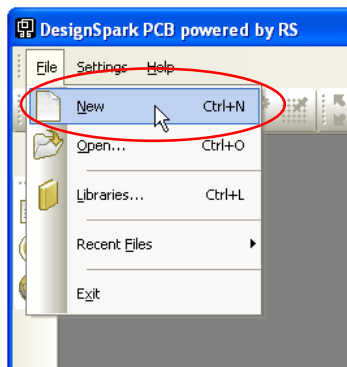 DesignSpark PCB powered by RS
File Settings Help
New Ctrl+N
Open... Ctrl+O
Libraries... Ctrl+L
Recent Files
Exit